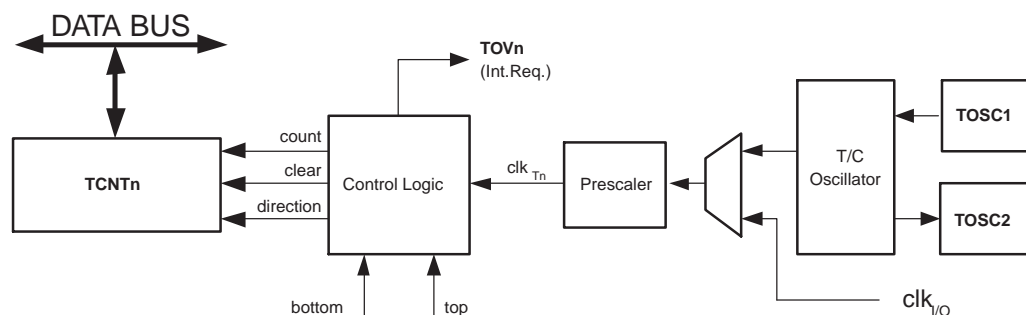 DATA BUS
TOVn
(Int.Req.)
TCNTn
count
clear
direction
Control Logic
clk Tn
Prescaler
T/C
Oscillator
TOSC1
TOSC2
bottom
top
clkI/O